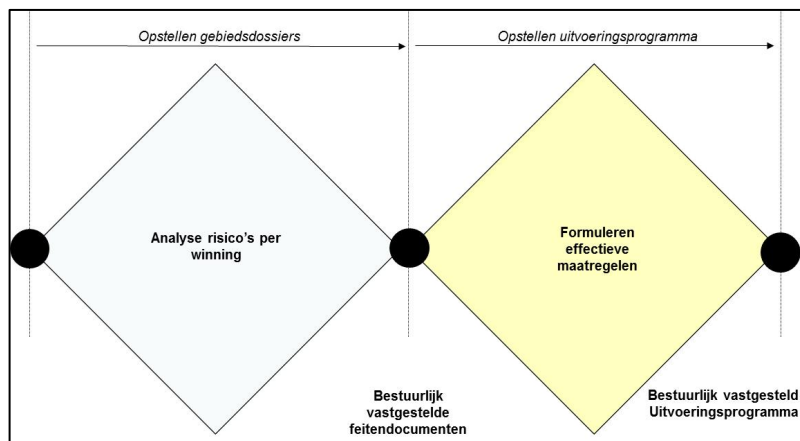 Opstellen gebiedsdossiers
Opstellen uitvoeringsprogramma
Analyse risico's per
winning
Formuleren
effectieve
maatregelen
Bestuurlijk
vastgestelde
feitendocumenten
Bestuurlijk vastgesteld
Uitvoeringsprogramma